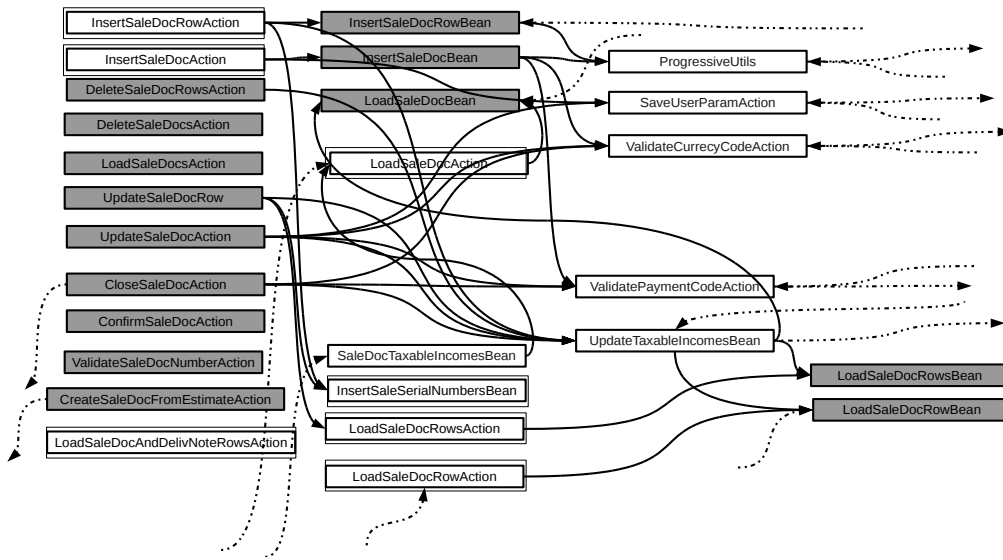 InsertSaleDocRowAction
InsertSaleDocAction
DeleteSaleDocRowsAction
DeleteSaleDocsAction
LoadSaleDocsAction
UpdateSaleDocRow
UpdateSaleDocAction
CloseSaleDocAction
ConfirmSaleDocAction
ValidateSaleDocNumberAction
CreateSaleDocFromEstimateAction
LoadSaleDocAndDelivNoteRowsAction
InsertSaleDocRowBean
InsertSaleDocBean
LoadSaleDocBean
LoadSaleDocAction
SaleDocTaxableIncomesBean
InsertSaleSerialNumbersBean
LoadSaleDocRowsAction
LoadSaleDocRowAction
ProgressiveUtils
SaveUserParamAction
ValidateCurrecyCodeAction
ValidatePaymentCodeAction
UpdateTaxableIncomesBean
LoadSaleDocRowsBean
LoadSaleDocRowBean